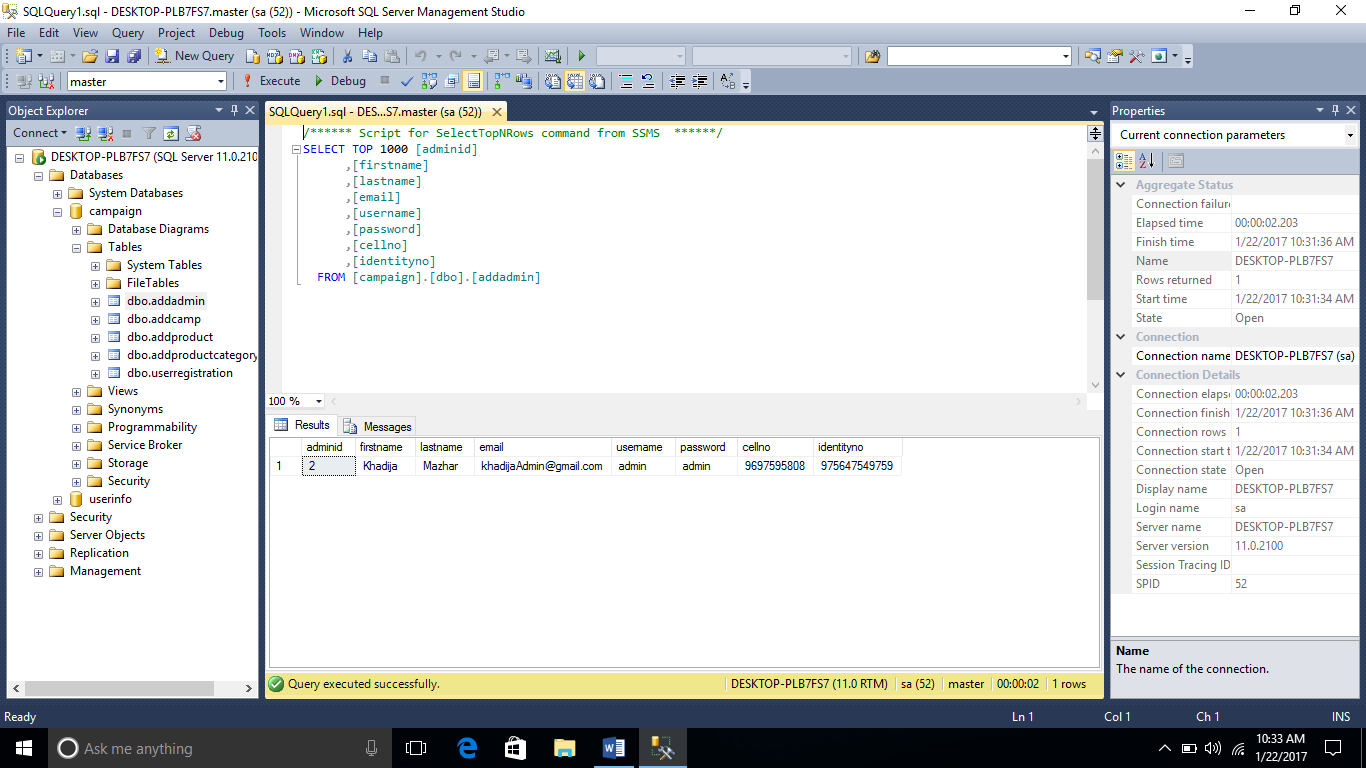 SQLQuery1.sql - DESKTOP-PLB7FS7.master (sa (52)) - Microsoft SQL Server Management Studio
File Edit View Query Project Debug Tools Window Help
New Query
master Execute Debug
Object Explorer
Connect
DESKTOP-PLB7FS7 (SQL Server 11.0.210
Databases
System Databases
campaign
Database Diagrams
Tables
System Tables
FileTables
dbo.addadmin
dbo.addcamp
dbo.addproduct
dbo.addproductcategory
dbo.userregistration
Views
Synonyms
Programmability
Service Broker
Storage
Security
userinfo
Security
Server Objects
Replication
Management
SQLQuery1.sql - DES...S7.master (sa (52))
/****** Script for SelectTopNRows command from SSMS ******/
SELECT TOP 1000 [adminid]
,[firstname]
,[lastname]
,[email]
,[username]
,[password]
,[cellno]
,[identityno]
FROM [campaign].[dbo].[addadmin]
100 %
Results Messages
adminid firstname lastname email username password cellno identityno
1 2 Khadija Mazhar khadijaAdmin@gmail.com admin admin 9697595808 975647549759
Query executed successfully. DESKTOP-PLB7FS7 (11.0 RTM) sa (52) master 00:00:02 1 rows
Properties
Current connection parameters
Aggregate Status
Connection failure
Elapsed time 00:00:02.203
Finish time 1/22/2017 10:31:36 AM
Name DESKTOP-PLB7FS7
Rows returned 1
Start time 1/22/2017 10:31:34 AM
State Open
Connection
Connection name DESKTOP-PLB7FS7 (sa)
Connection Details
Connection elaps 00:00:02.203
Connection finish 1/22/2017 10:31:36 AM
Connection rows 1
Connection start t 1/22/2017 10:31:34 AM
Connection state Open
Display name DESKTOP-PLB7FS7
Login name sa
Server name DESKTOP-PLB7FS7
Server version 11.0.2100
Session Tracing ID
SPID 52
Name
The name of the connection.
Ready Ln 1 Col 1 Ch 1 INS
Ask me anything
10:33 AM
1/22/2017